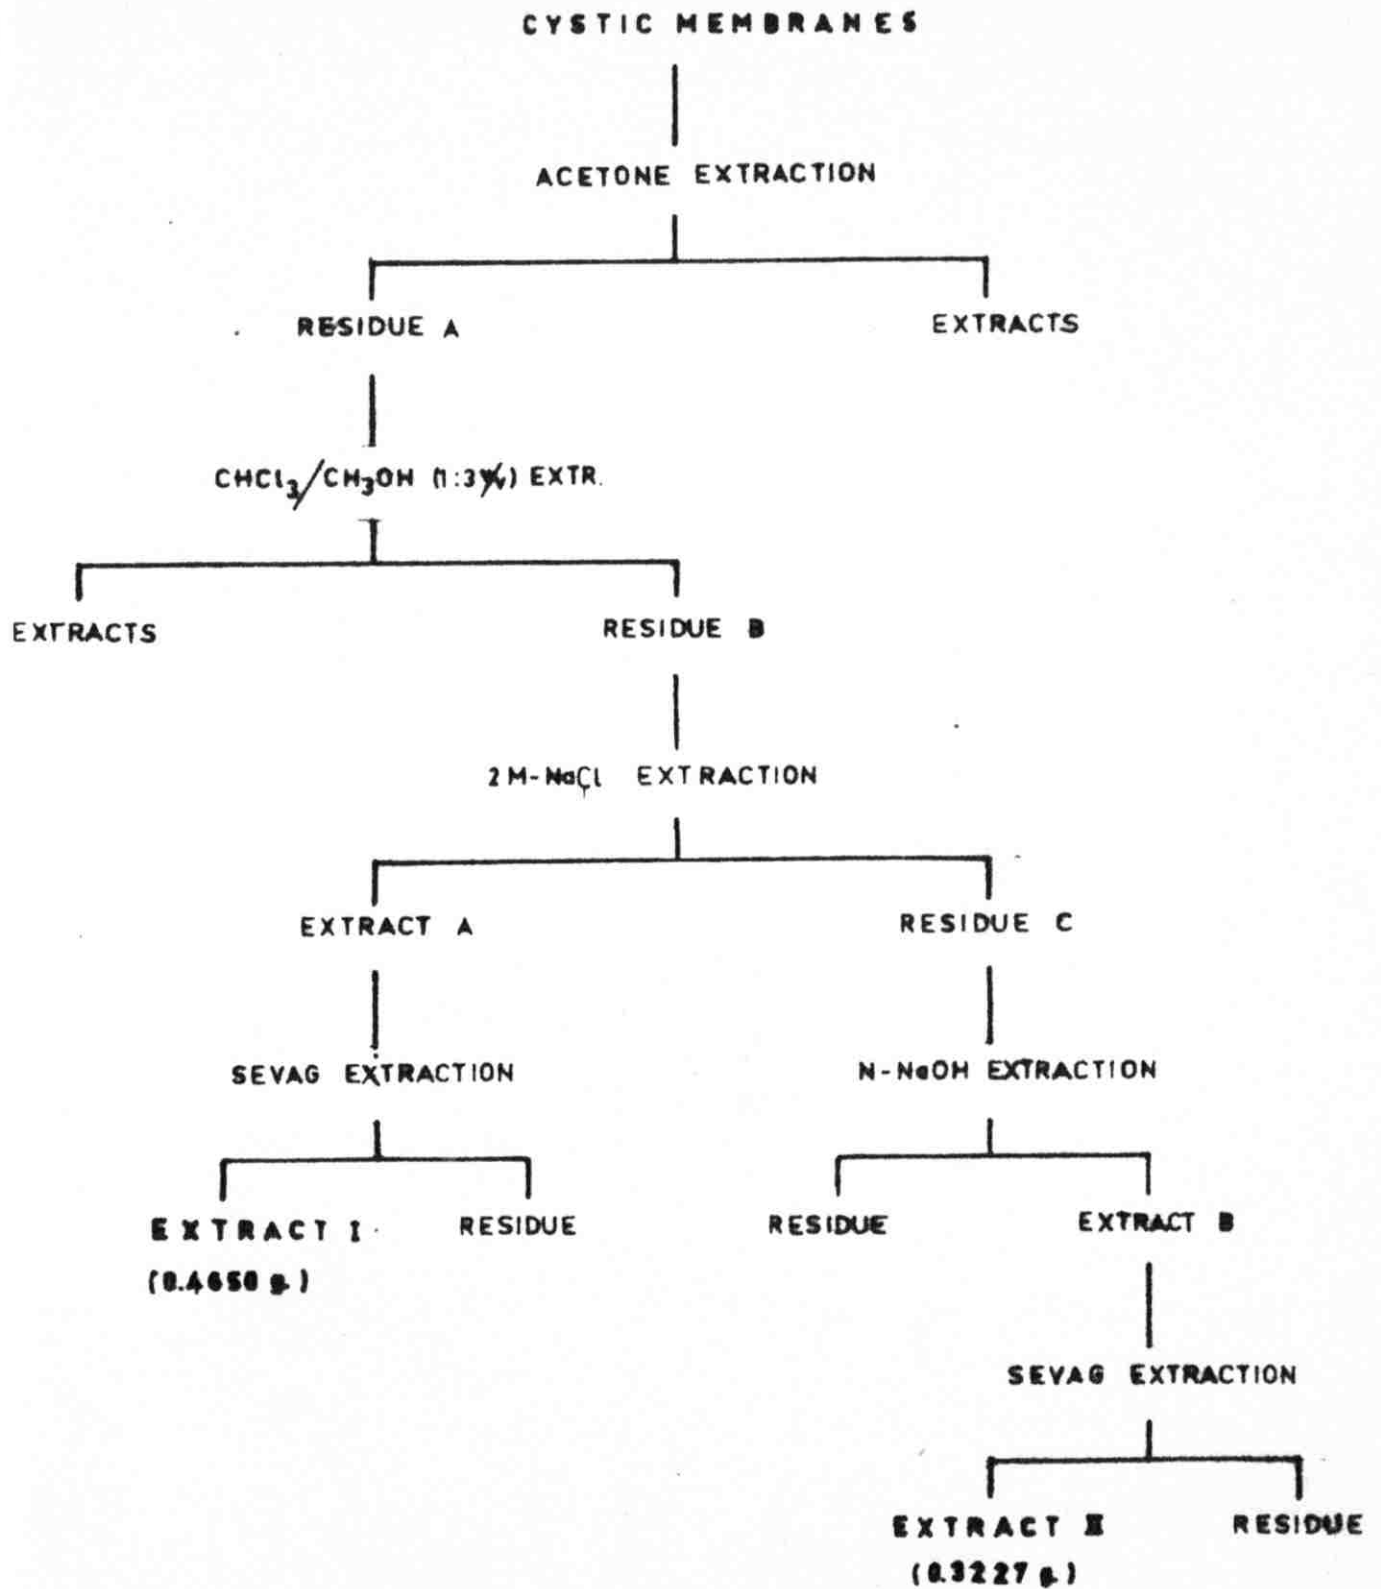 CYSTIC MEMBRANES
ACETONE EXTRACTION
RESIDUE A
EXTRACTS
CHCl₃/CH₃OH (1:3 v/v) EXTR.
EXTRACTS
RESIDUE B
2M-NaCl EXTRACTION
EXTRACT A
RESIDUE C
SEVAG EXTRACTION
N-NaOH EXTRACTION
EXTRACT I
RESIDUE
RESIDUE
EXTRACT B
(0.4650 g.)
SEVAG EXTRACTION
EXTRACT II
RESIDUE
(0.3227 g.)